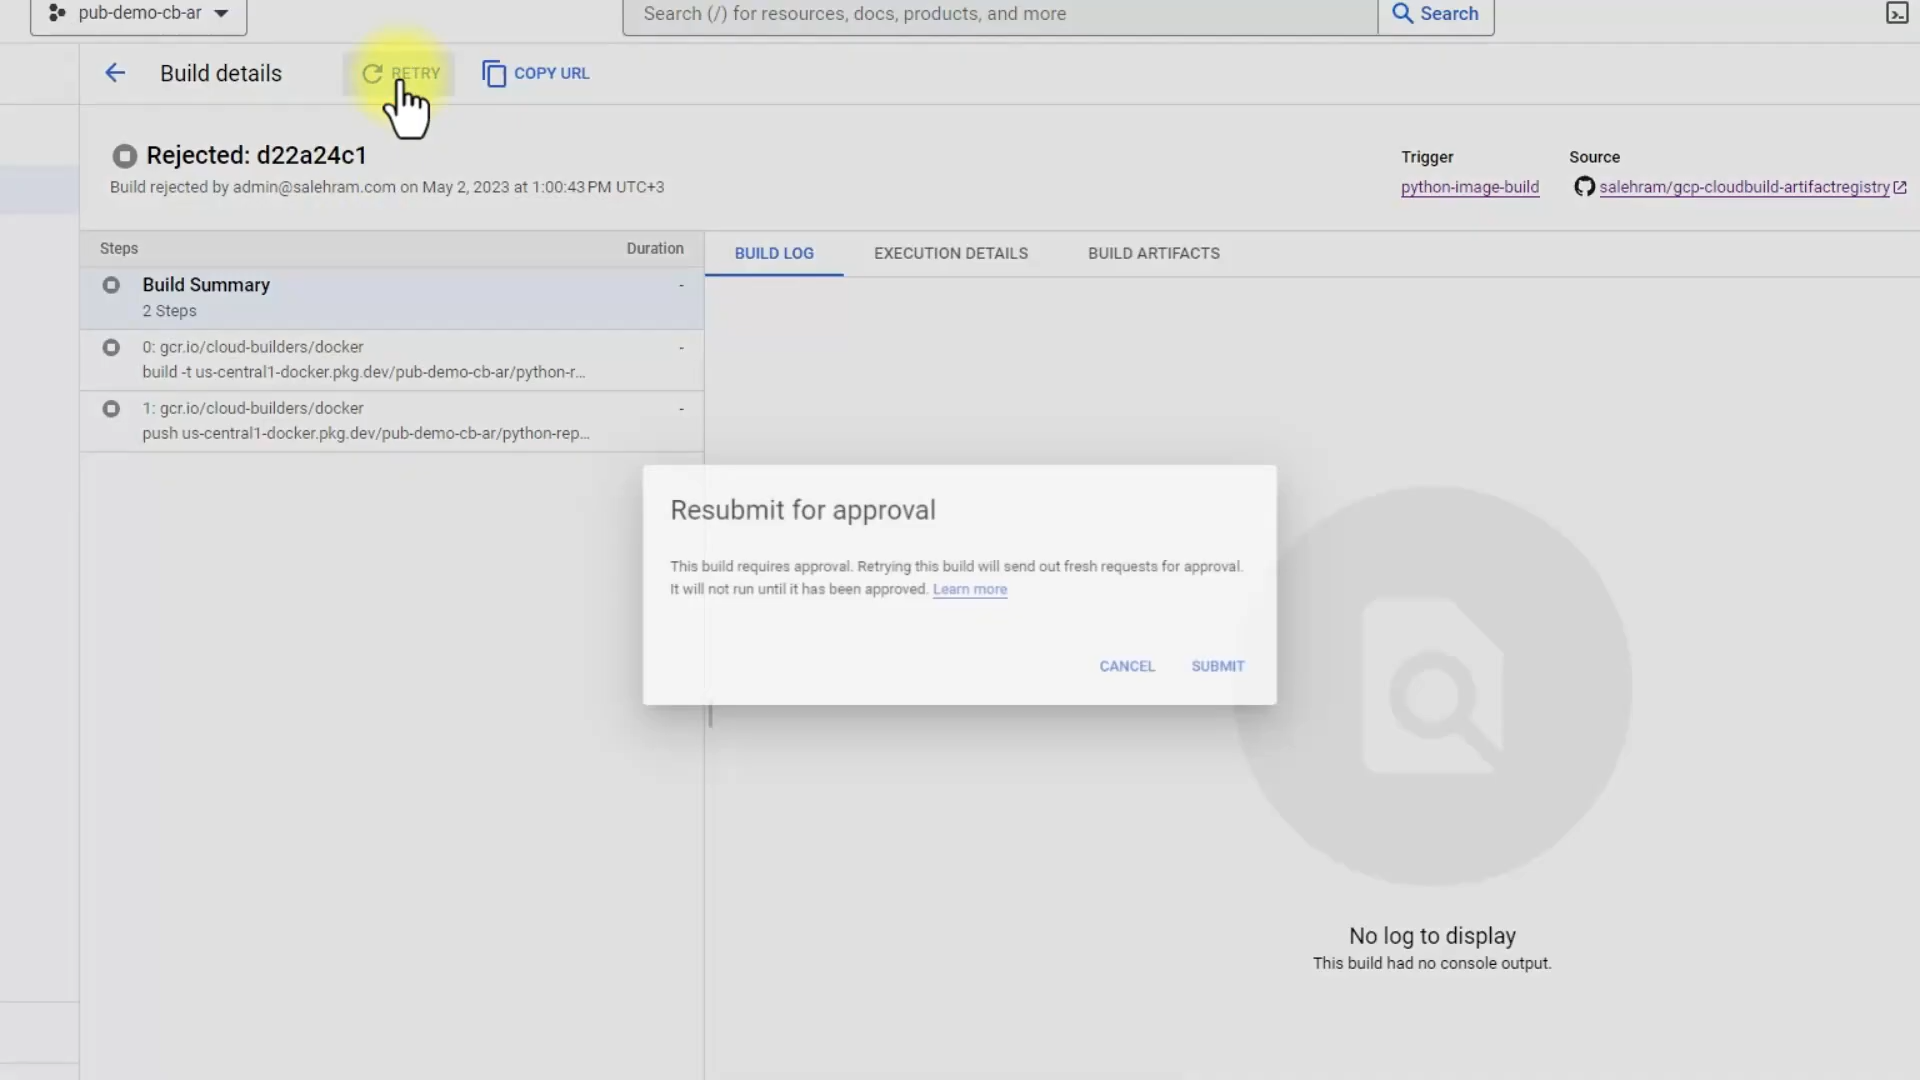 pub-demo-cb-ar
Search (/) for resources, docs, products, and more
Search
Build details
RETRY
COPY URL
Rejected: d22a24c1
Build rejected by admin@salehram.com on May 2, 2023 at 1:00:43 PM UTC+3
Trigger
python-image-build
Source
salehram/gcp-cloudbuild-artifactregistry
Steps
Duration
Build Summary
-
2 Steps
0: gcr.io/cloud-builders/docker
-
build -t us-central1-docker.pkg.dev/pub-demo-cb-ar/python-r...
1: gcr.io/cloud-builders/docker
-
push us-central1-docker.pkg.dev/pub-demo-cb-ar/python-rep...
BUILD LOG
EXECUTION DETAILS
BUILD ARTIFACTS
Resubmit for approval
This build requires approval. Retrying this build will send out fresh requests for approval.
It will not run until it has been approved. Learn more
CANCEL
SUBMIT
No log to display
This build had no console output.